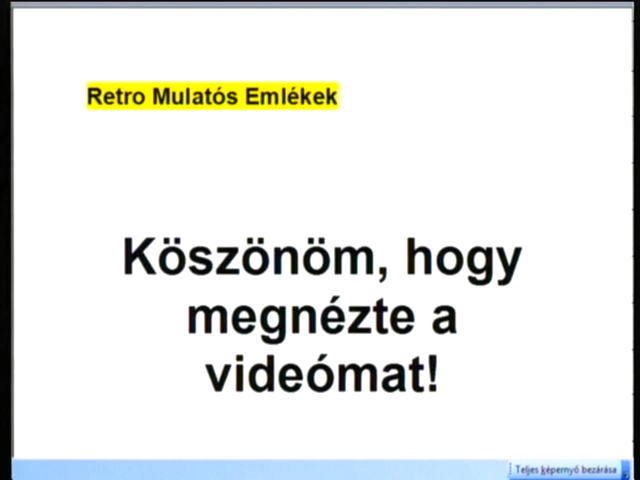 Retro Mulatós Emlékek
Köszönöm, hogy
megnézte a
videómat!
Teljes képernyő bezárása